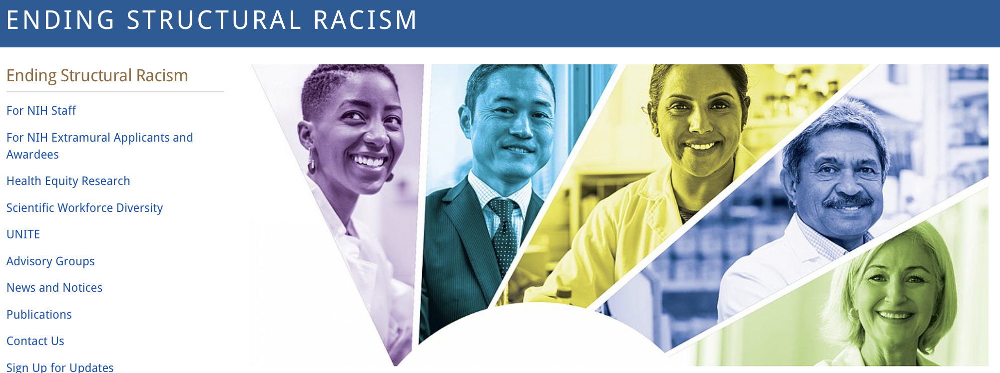 ENDING STRUCTURAL RACISM
Ending Structural Racism
For NIH Staff
For NIH Extramural Applicants and
Awardees
Health Equity Research
Scientific Workforce Diversity
UNITE
Advisory Groups
News and Notices
Publications
Contact Us
Sign Up for Updates